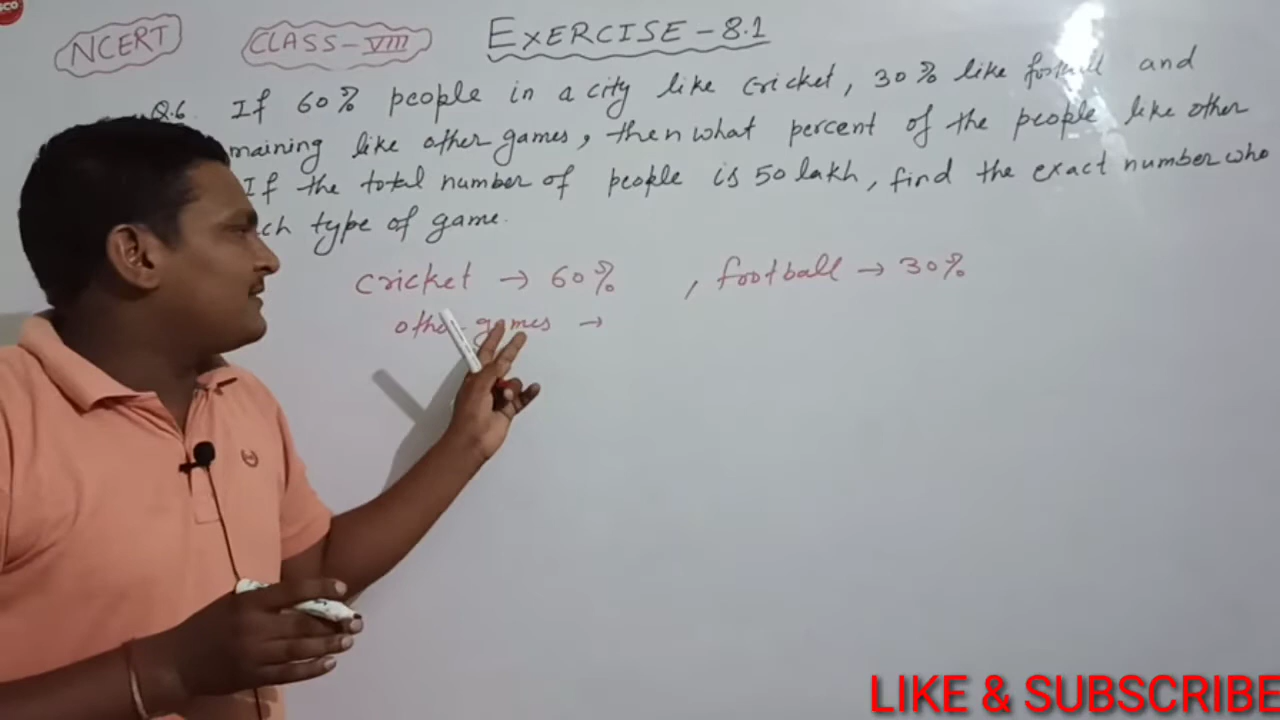 NCERT CLASS-VIII EXERCISE-8.1
Q.6. If 60% people in a city like cricket, 30% like football and
maining like other games, then what percent of the people like other
If the total number of people is 50 lakh, find the exact number who
ch type of game.
cricket → 60% , football → 30%
other games →
LIKE & SUBSCRIBE